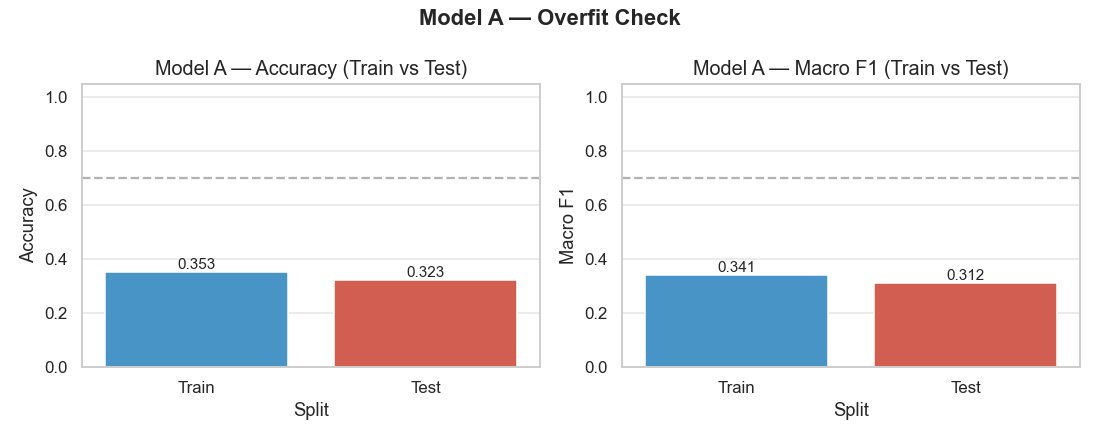 Model A — Overfit Check
Model A — Accuracy (Train vs Test)
1.0
0.8
0.6
0.4
0.2
0.0
Accuracy
0.353
0.323
Train
Test
Split
Model A — Macro F1 (Train vs Test)
1.0
0.8
0.6
0.4
0.2
0.0
Macro F1
0.341
0.312
Train
Test
Split